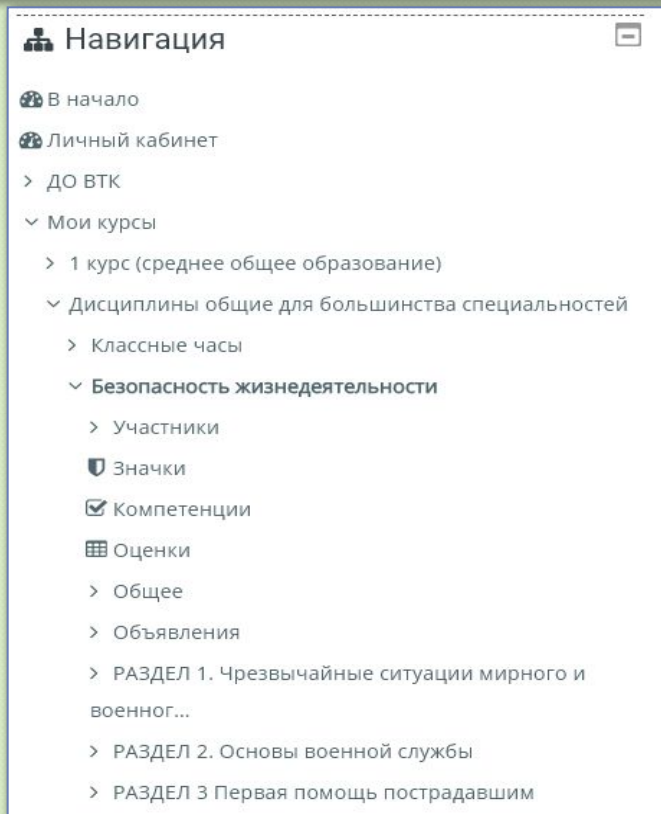 Навигация
В начало
Личный кабинет
ДО ВТК
Мои курсы
1 курс (среднее общее образование)
Дисциплины общие для большинства специальностей
Классные часы
Безопасность жизнедеятельности
Участники
Значки
Компетенции
Оценки
Общее
Объявления
РАЗДЕЛ 1. Чрезвычайные ситуации мирного и
военног...
РАЗДЕЛ 2. Основы военной службы
РАЗДЕЛ 3 Первая помощь пострадавшим